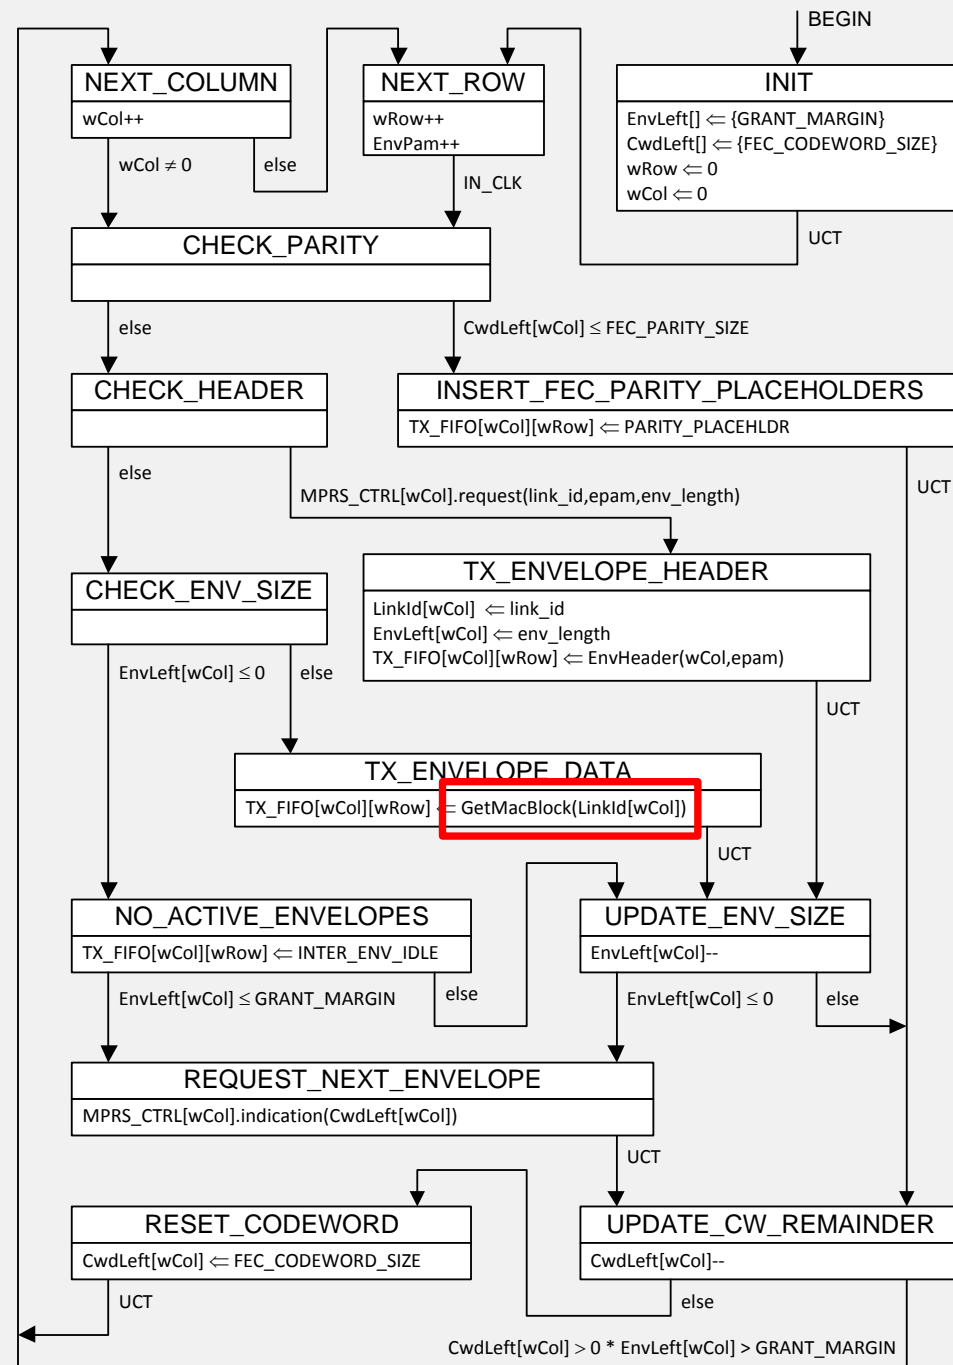 BEGIN
NEXT_COLUMN
wCol++
NEXT_ROW
wRow++
EnvPam++
INIT
EnvLeft[] ⇐ {GRANT_MARGIN}
CwdLeft[] ⇐ {FEC_CODEWORD_SIZE}
wRow ⇐ 0
wCol ⇐ 0
wCol ≠ 0
else
IN_CLK
UCT
CHECK_PARITY
else
CwdLeft[wCol] ≤ FEC_PARITY_SIZE
CHECK_HEADER
INSERT_FEC_PARITY_PLACEHOLDERS
TX_FIFO[wCol][wRow] ⇐ PARITY_PLACEHLDR
else
MPRS_CTRL[wCol].request(link_id,epam,env_length)
UCT
CHECK_ENV_SIZE
TX_ENVELOPE_HEADER
LinkId[wCol] ⇐ link_id
EnvLeft[wCol] ⇐ env_length
TX_FIFO[wCol][wRow] ⇐ EnvHeader(wCol,epam)
EnvLeft[wCol] ≤ 0
else
UCT
TX_ENVELOPE_DATA
TX_FIFO[wCol][wRow] ⇐ GetMacBlock(LinkId[wCol])
UCT
NO_ACTIVE_ENVELOPES
TX_FIFO[wCol][wRow] ⇐ INTER_ENV_IDLE
UPDATE_ENV_SIZE
EnvLeft[wCol]--
EnvLeft[wCol] ≤ GRANT_MARGIN
else
EnvLeft[wCol] ≤ 0
else
REQUEST_NEXT_ENVELOPE
MPRS_CTRL[wCol].indication(CwdLeft[wCol])
UCT
RESET_CODEWORD
CwdLeft[wCol] ⇐ FEC_CODEWORD_SIZE
UPDATE_CW_REMAINDER
CwdLeft[wCol]--
UCT
else
CwdLeft[wCol] > 0 * EnvLeft[wCol] > GRANT_MARGIN